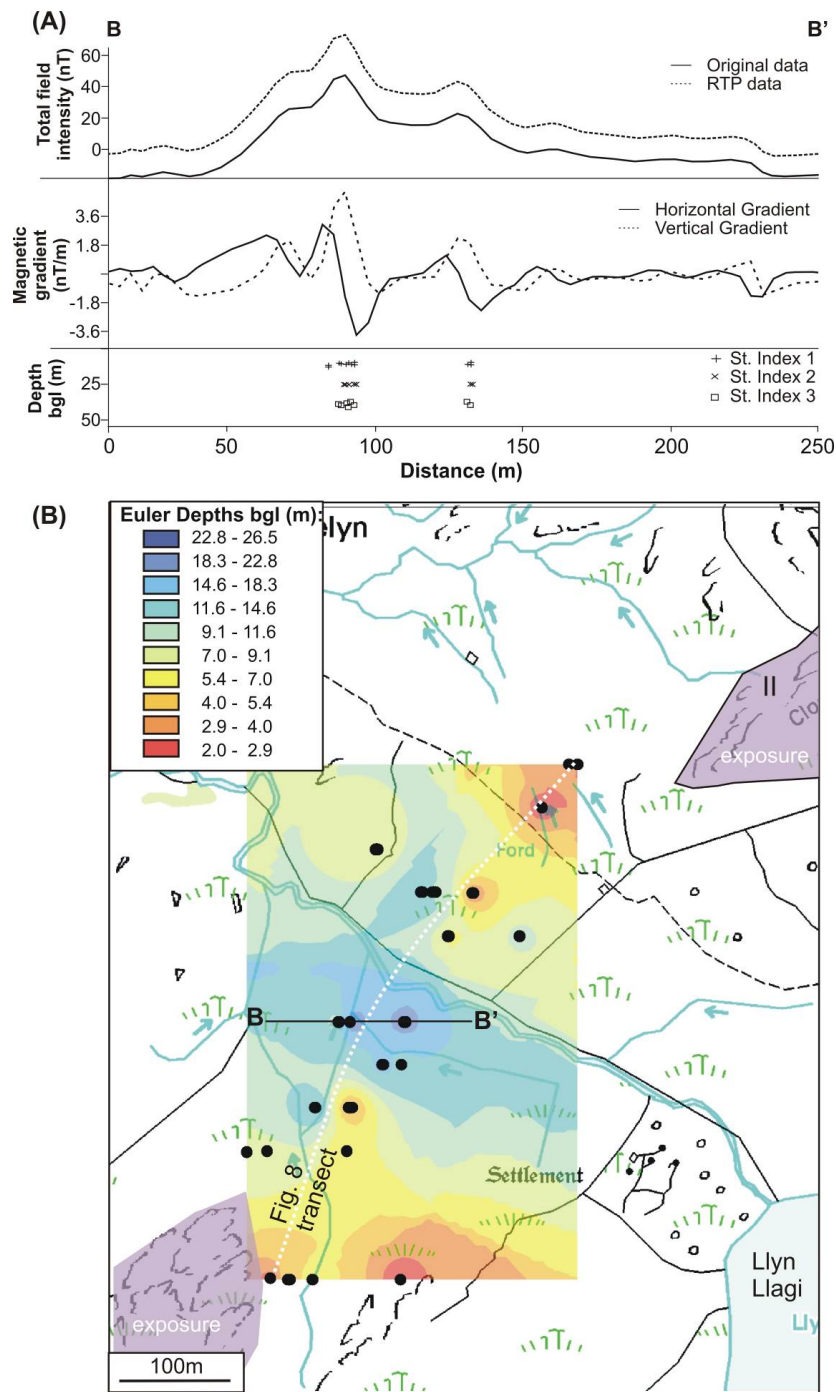 (A)
B B'
Total field intensity (nT)
60
40
20
0
Original data
RTP data
Magnetic gradient (nT/m)
3.6
1.8
-1.8
-3.6
Horizontal Gradient
Vertical Gradient
Depth bgl (m)
25
50
St. Index 1
St. Index 2
St. Index 3
0 50 100 150 200 250
Distance (m)
(B)
Euler Depths bgl (m):
22.8 - 26.5
18.3 - 22.8
14.6 - 18.3
11.6 - 14.6
9.1 - 11.6
7.0 - 9.1
5.4 - 7.0
4.0 - 5.4
2.9 - 4.0
2.0 - 2.9
elyn
II
Clo
exposure
Ford
B B'
Fig. 8
transect
Settlement
Llyn
Llagi
Lly
exposure
100m